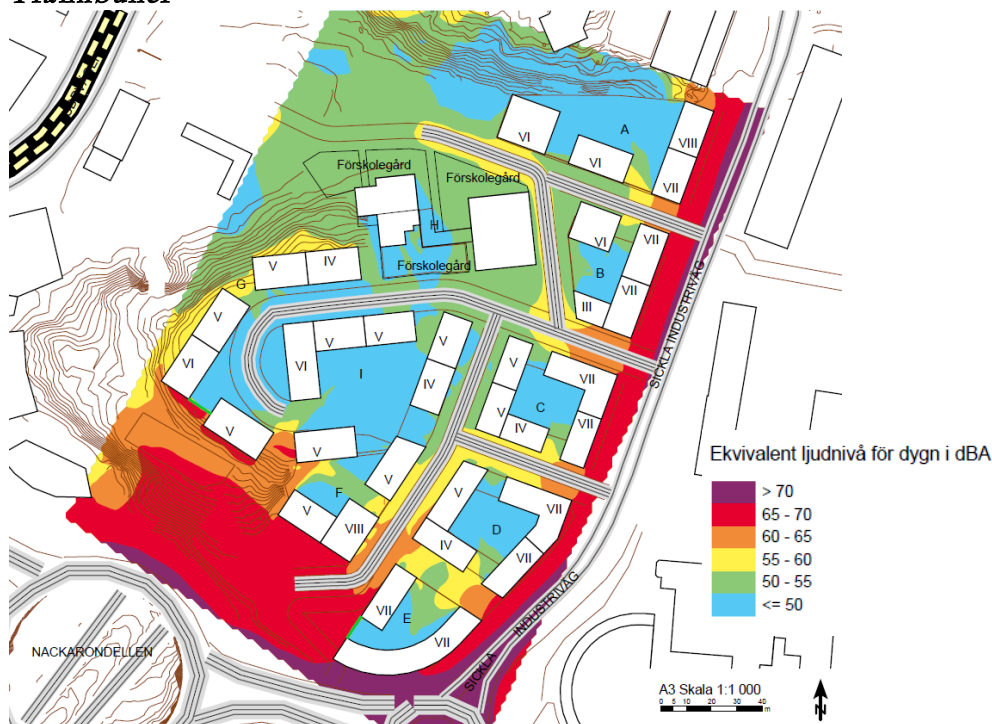 VI
A
VIII
VI
VII
Förskolegård
Förskolegård
H
Förskolegård
VI
VII
B
III
VII
SICKLA INDUSTRIVÄG
V
IV
G
V
VI
V
V
V
VI
I
IV
V
V
V
VII
C
V
IV
VII
F
V
V
VIII
V
VII
D
IV
VII
VII
E
VII
SICKLA INDUSTRIVÄG
NACKARONDELLEN
Ekvivalent ljudnivå för dygn i dBA
> 70
65 - 70
60 - 65
55 - 60
50 - 55
<= 50
A3 Skala 1:1 000
0 5 10 20 30 40
m
N